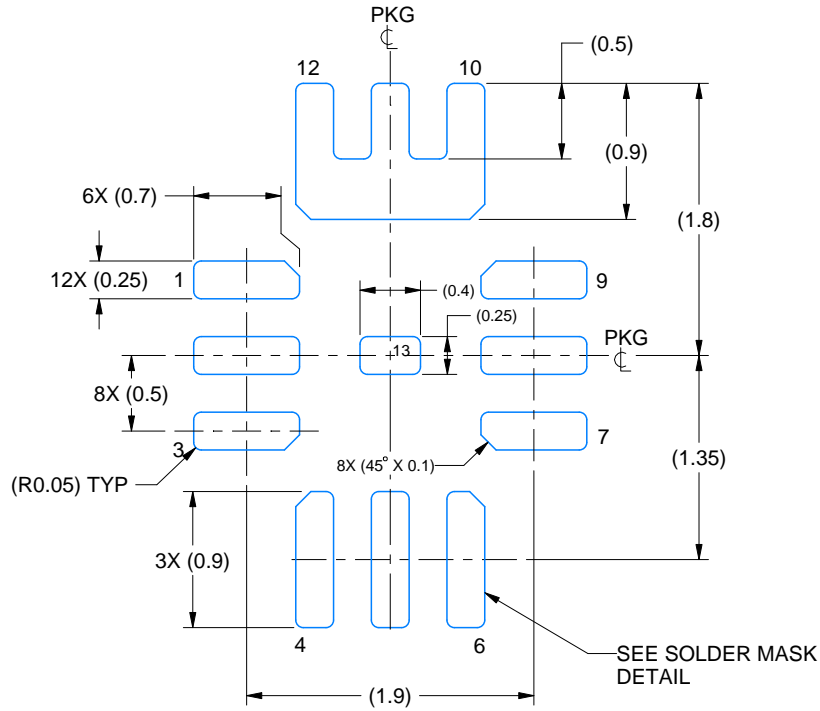 PKG
℄
12
10
(0.5)
(0.9)
6X (0.7)
(1.8)
12X (0.25)
1
9
(0.4)
(0.25)
PKG
℄
13
8X (0.5)
3
7
8X (45° X 0.1)
(R0.05) TYP
(1.35)
3X (0.9)
4
6
SEE SOLDER MASK
DETAIL
(1.9)